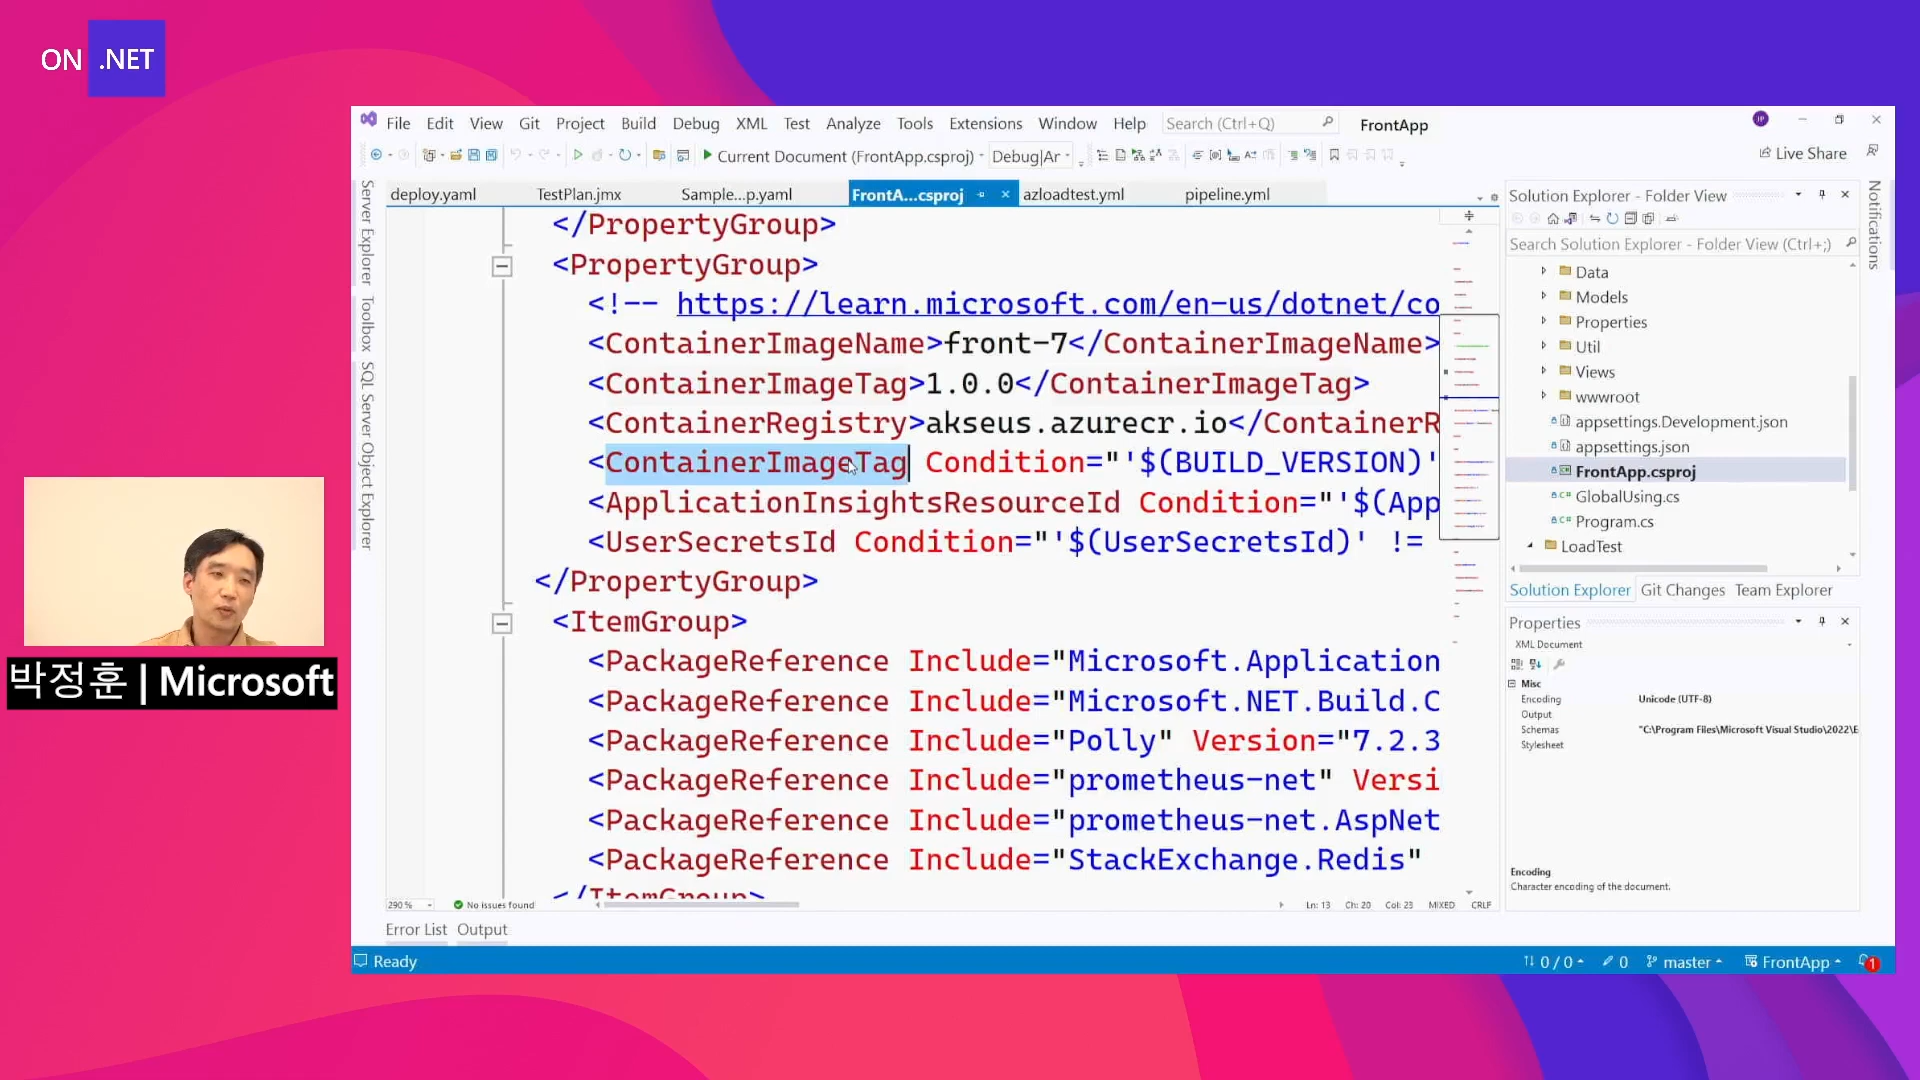 ON .NET
File Edit View Git Project Build Debug XML Test Analyze Tools Extensions Window Help Search (Ctrl+Q) FrontApp JP
Current Document (FrontApp.csproj) Debug|Ar Live Share
deploy.yaml TestPlan.jmx Sample...p.yaml FrontA...csproj azloadtest.yml pipeline.yml
Server Explorer
Toolbox
SQL Server Object Explorer
</PropertyGroup>
<PropertyGroup>
<!-- https://learn.microsoft.com/en-us/dotnet/co
<ContainerImageName>front-7</ContainerImageName>
<ContainerImageTag>1.0.0</ContainerImageTag>
<ContainerRegistry>akseus.azurecr.io</ContainerR
<ContainerImageTag Condition="'$(BUILD_VERSION)'
<ApplicationInsightsResourceId Condition="'$(App
<UserSecretsId Condition="'$(UserSecretsId)' !=
</PropertyGroup>
<ItemGroup>
<PackageReference Include="Microsoft.Application
<PackageReference Include="Microsoft.NET.Build.C
<PackageReference Include="Polly" Version="7.2.3
<PackageReference Include="prometheus-net" Versi
<PackageReference Include="prometheus-net.AspNet
<PackageReference Include="StackExchange.Redis"
</ItemGroup>
290 % No issues found Ln: 13 Ch: 20 Col: 23 MIXED CRLF
Error List Output
Solution Explorer - Folder View
Search Solution Explorer - Folder View (Ctrl+;)
Data
Models
Properties
Util
Views
wwwroot
appsettings.Development.json
appsettings.json
FrontApp.csproj
C# GlobalUsing.cs
C# Program.cs
LoadTest
Solution Explorer Git Changes Team Explorer
Properties
XML Document
Misc
Encoding Unicode (UTF-8)
Output
Schemas "C:\Program Files\Microsoft Visual Studio\2022\E
Stylesheet
Encoding
Character encoding of the document.
Notifications
Ready 0 / 0 0 master FrontApp 1
박정훈 | Microsoft